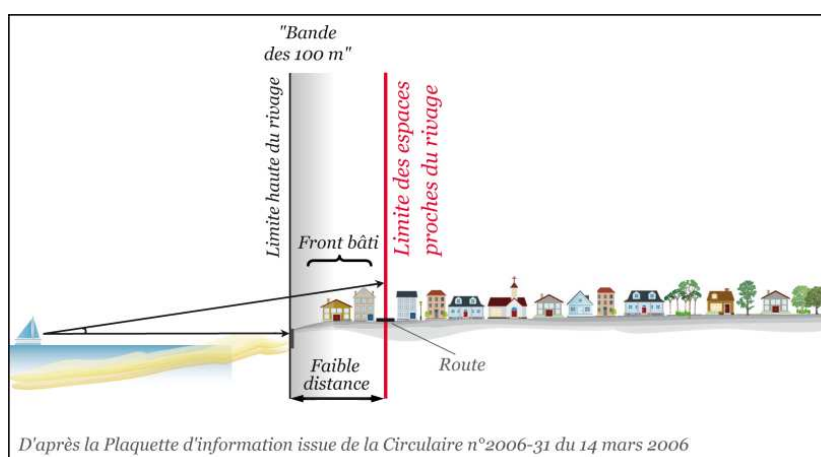 "Bande
des 100 m"
Limite haute du rivage
Limite des espaces
proches du rivage
Front bâti
Route
Faible
distance
D'après la Plaquette d'information issue de la Circulaire n°2006-31 du 14 mars 2006